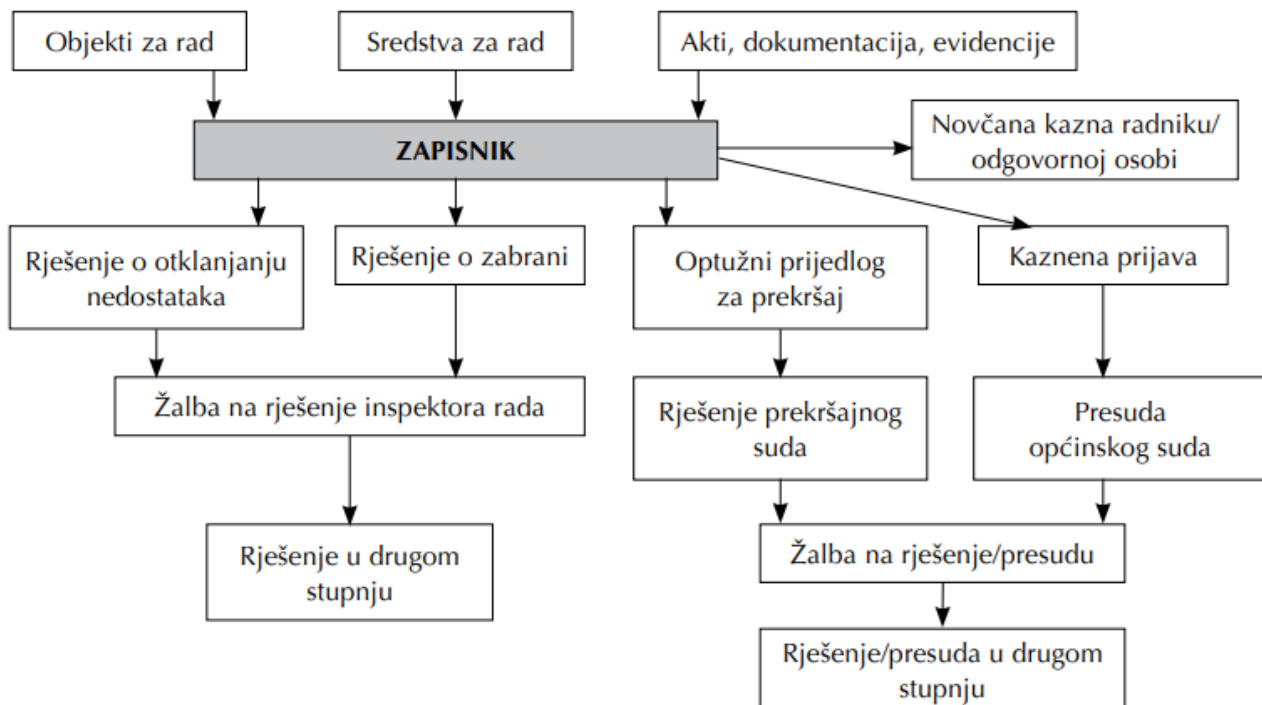 Objekti za rad
Sredstva za rad
Akti, dokumentacija, evidencije
ZAPISNIK
Novčana kazna radniku/
odgovornoj osobi
Rješenje o otklanjanju
nedostataka
Rješenje o zabrani
Optužni prijedlog
za prekršaj
Kaznena prijava
Žalba na rješenje inspektora rada
Rješenje prekršajnog
suda
Presuda
općinskog suda
Rješenje u drugom
stupnju
Žalba na rješenje/presudu
Rješenje/presuda u drugom
stupnju